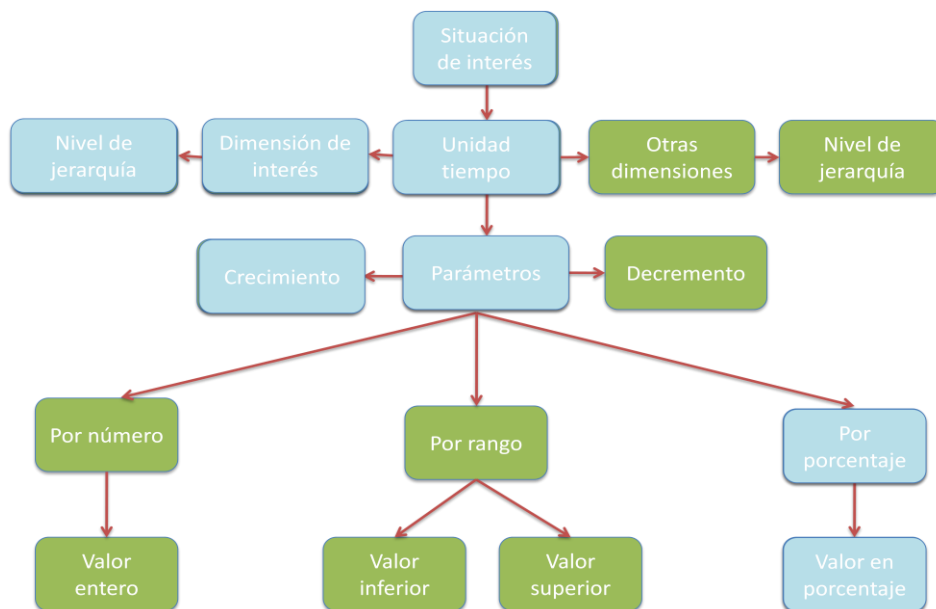 Situación
de interés
Nivel de
jerarquía
Dimensión de
interés
Unidad
tiempo
Otras
dimensiones
Nivel de
jerarquía
Crecimiento
Parámetros
Decremento
Por número
Por rango
Por
porcentaje
Valor
entero
Valor
inferior
Valor
superior
Valor en
porcentaje